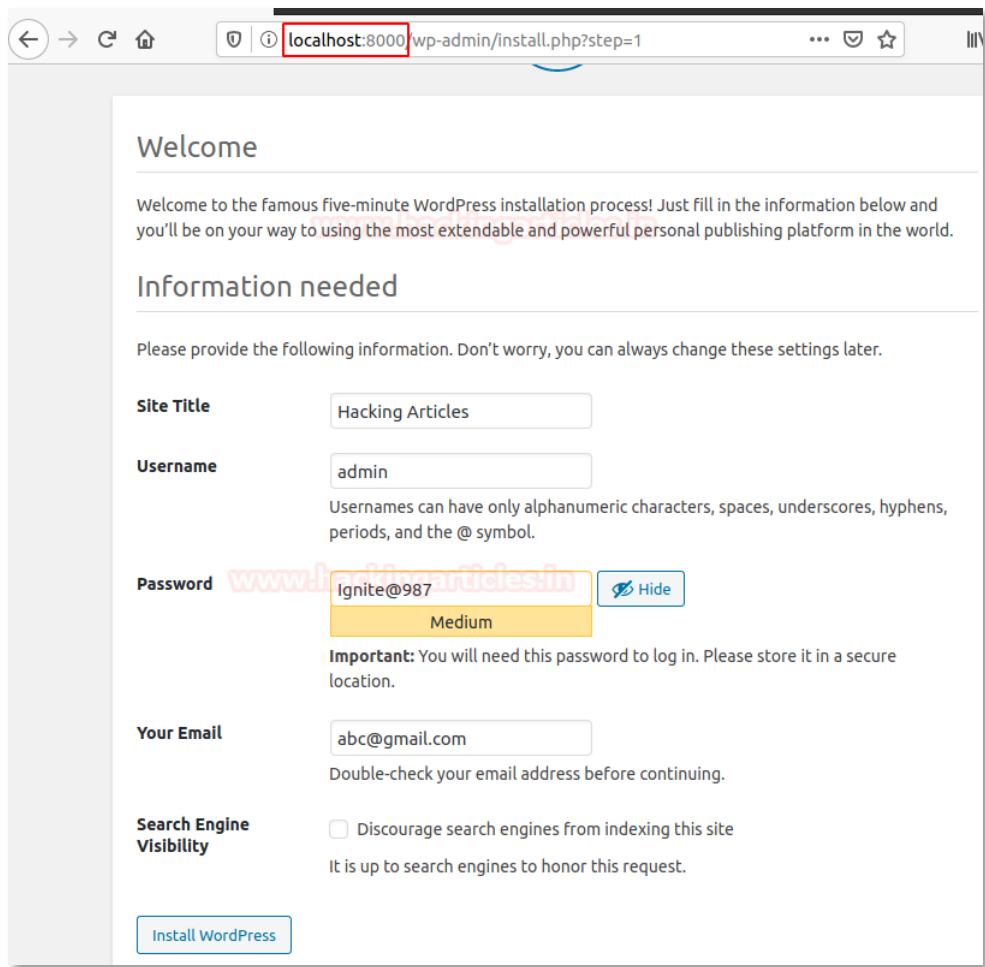 localhost:8000/wp-admin/install.php?step=1
Welcome
Welcome to the famous five-minute WordPress installation process! Just fill in the information below and
you'll be on your way to using the most extendable and powerful personal publishing platform in the world.
www.hackingarticles.in
Information needed
Please provide the following information. Don't worry, you can always change these settings later.
Site Title
Hacking Articles
Username
admin
Usernames can have only alphanumeric characters, spaces, underscores, hyphens,
periods, and the @ symbol.
Password
www.hackingarticles.in
Ignite@987
Hide
Medium
Important: You will need this password to log in. Please store it in a secure
location.
Your Email
abc@gmail.com
Double-check your email address before continuing.
Search Engine
Visibility
Discourage search engines from indexing this site
It is up to search engines to honor this request.
Install WordPress